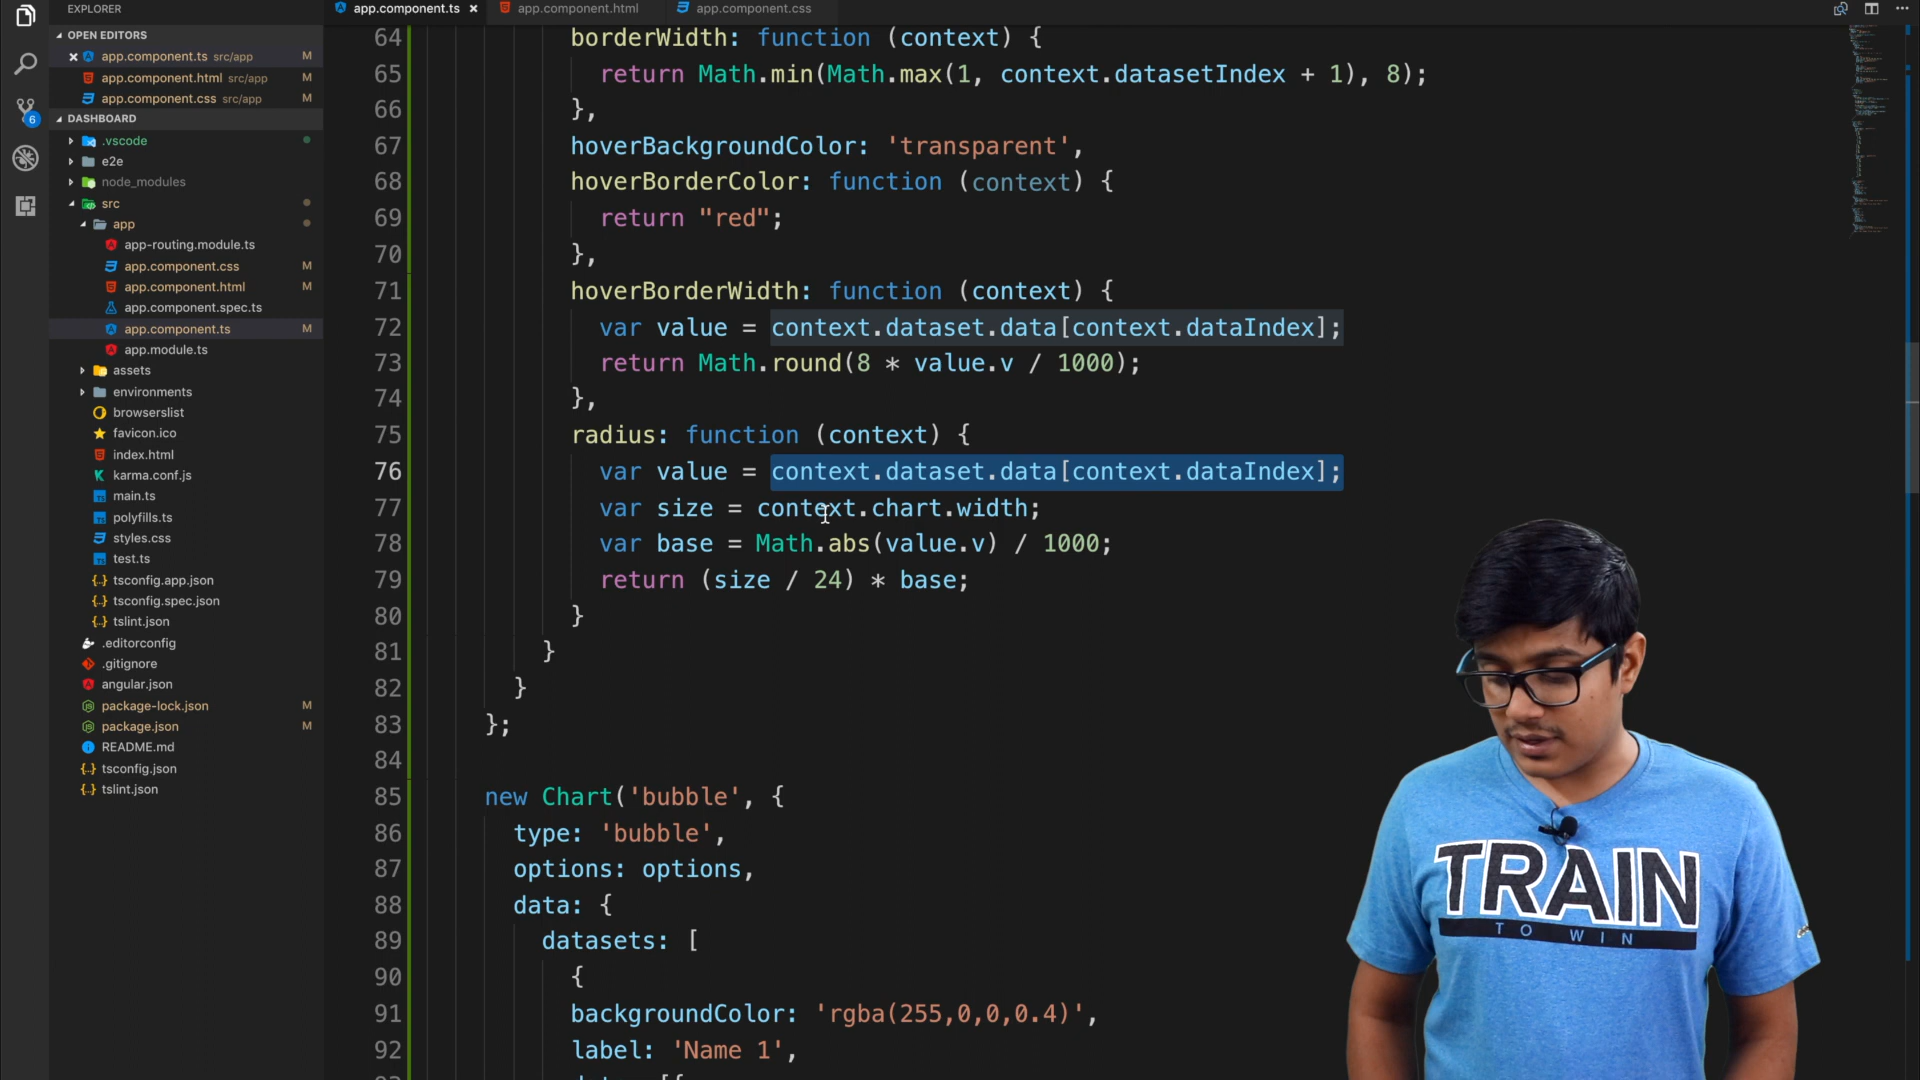 EXPLORER
OPEN EDITORS
app.component.ts src/app M
app.component.html src/app M
app.component.css src/app M
DASHBOARD
.vscode
e2e
node_modules
src
app
app-routing.module.ts
app.component.css M
app.component.html M
app.component.spec.ts
app.component.ts M
app.module.ts
assets
environments
browserslist
favicon.ico
index.html
karma.conf.js
main.ts
polyfills.ts
styles.css
test.ts
tsconfig.app.json
tsconfig.spec.json
tslint.json
.editorconfig
.gitignore
angular.json
package-lock.json M
package.json M
README.md
tsconfig.json
tslint.json
6
app.component.ts app.component.html app.component.css
64 borderWidth: function (context) {
65 return Math.min(Math.max(1, context.datasetIndex + 1), 8);
66 },
67 hoverBackgroundColor: 'transparent',
68 hoverBorderColor: function (context) {
69 return "red";
70 },
71 hoverBorderWidth: function (context) {
72 var value = context.dataset.data[context.dataIndex];
73 return Math.round(8 * value.v / 1000);
74 },
75 radius: function (context) {
76 var value = context.dataset.data[context.dataIndex];
77 var size = context.chart.width;
78 var base = Math.abs(value.v) / 1000;
79 return (size / 24) * base;
80 }
81 }
82 }
83 };
84
85 new Chart('bubble', {
86 type: 'bubble',
87 options: options,
88 data: {
89 datasets: [
90 {
91 backgroundColor: 'rgba(255,0,0,0.4)',
92 label: 'Name 1',
TRAIN
TO WIN